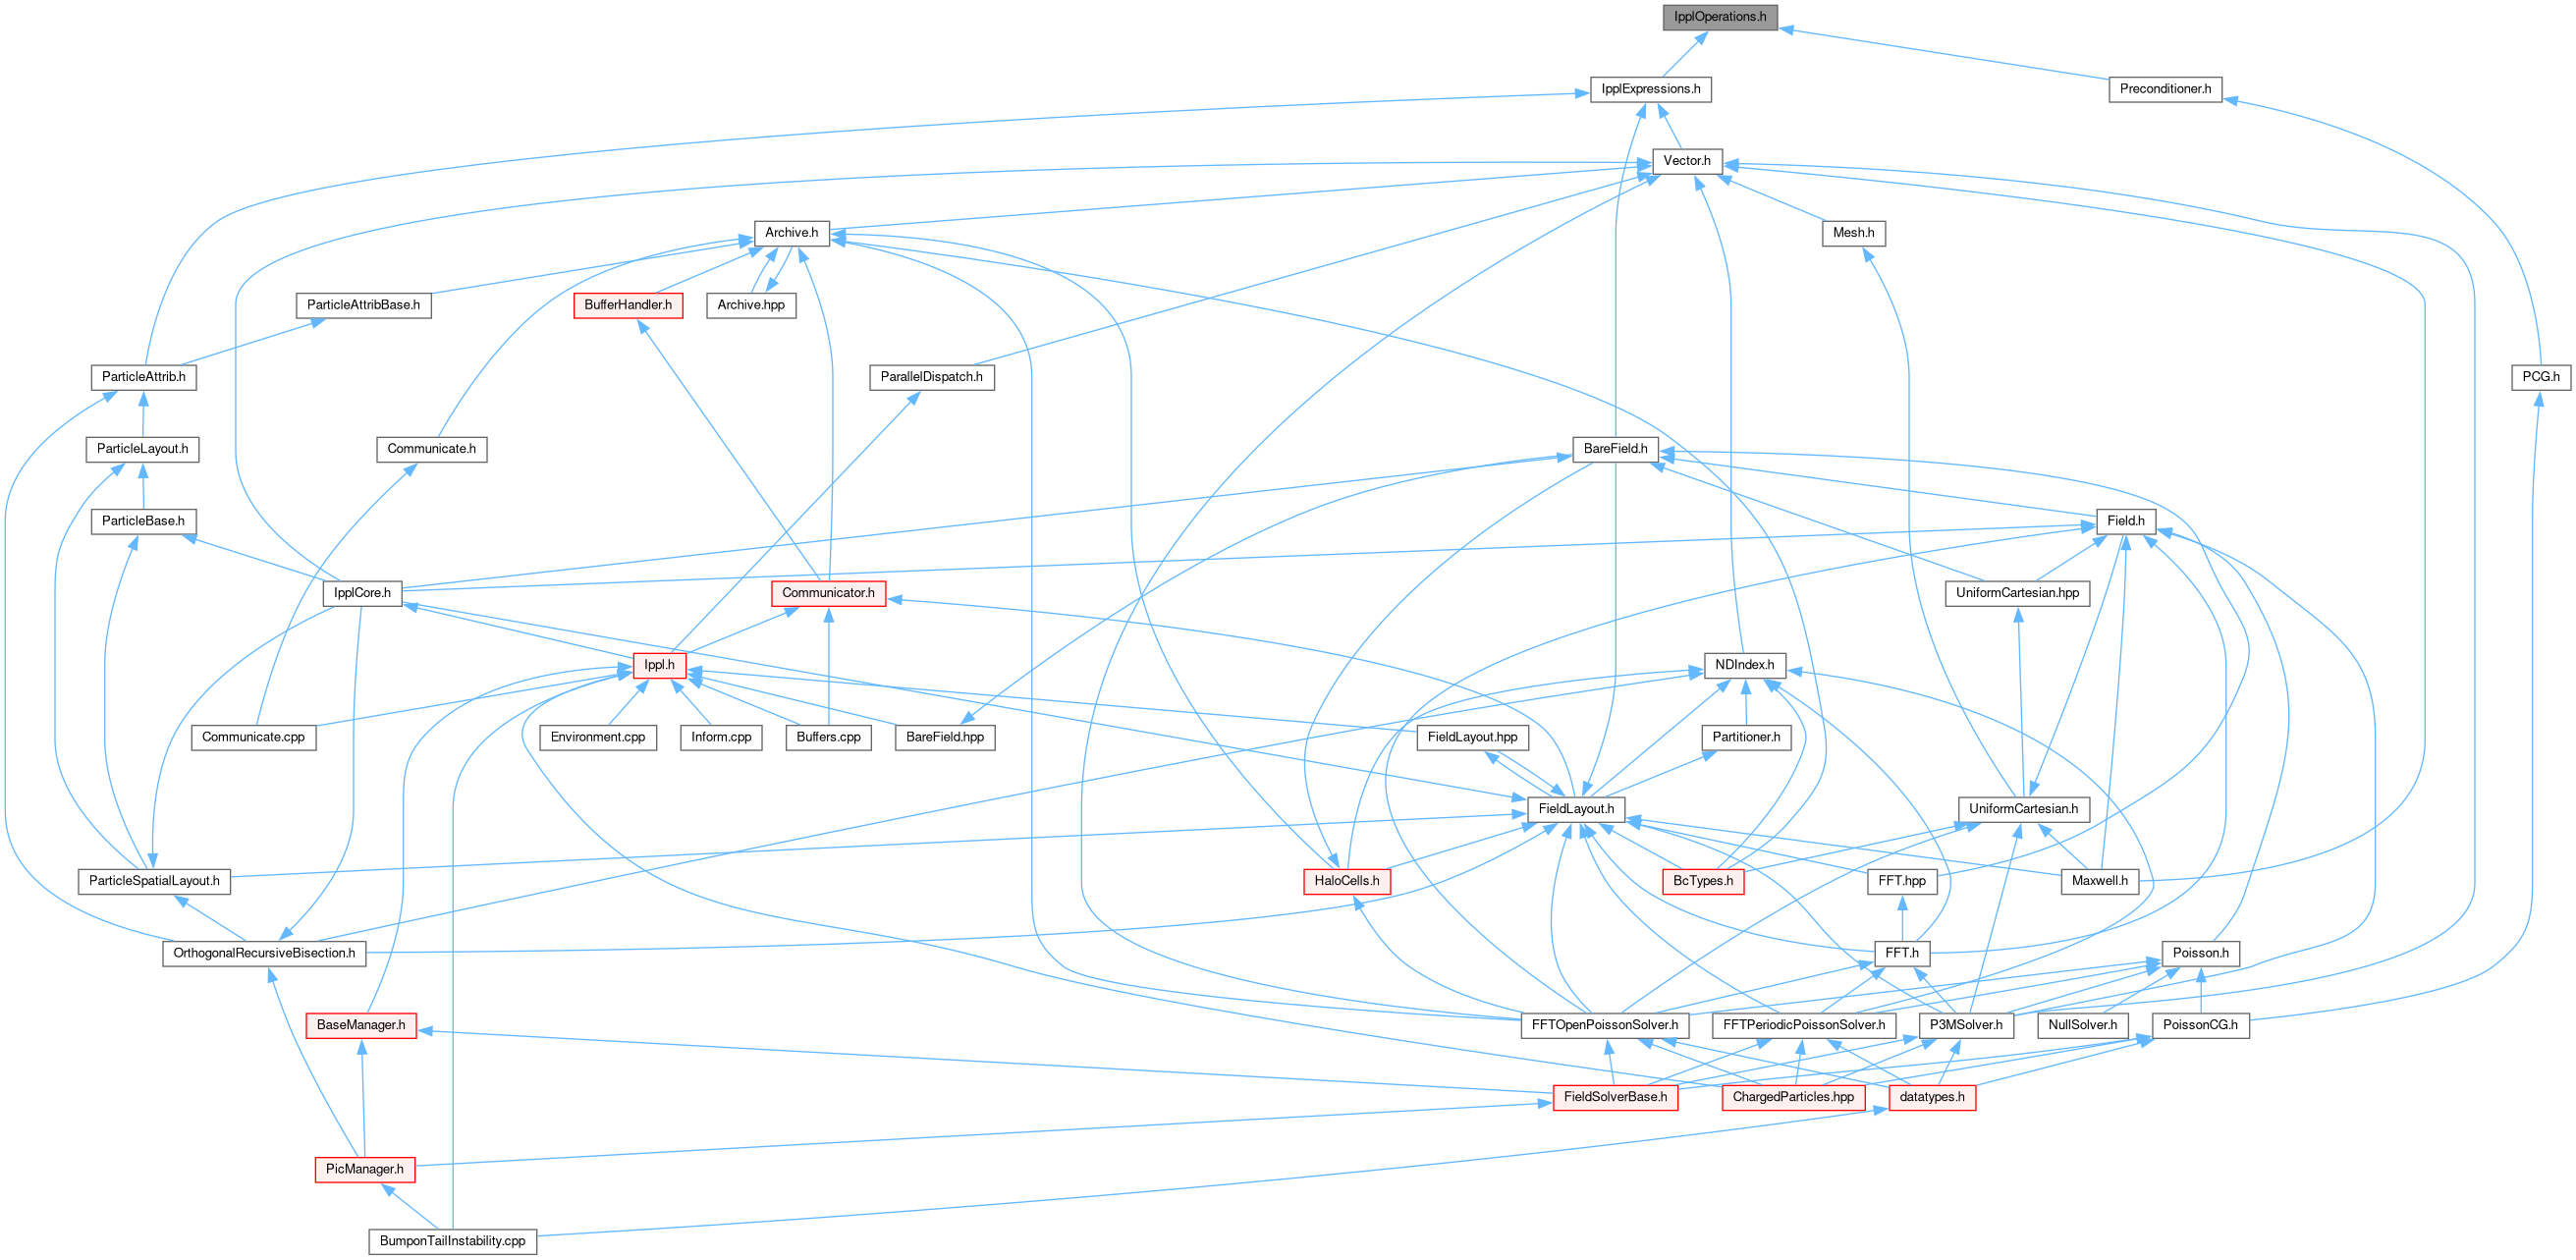 IpplOperations.h
IpplExpressions.h
Preconditioner.h
Vector.h
Archive.h
Mesh.h
ParticleAttribBase.h
BufferHandler.h
Archive.hpp
ParticleAttrib.h
ParallelDispatch.h
PCG.h
ParticleLayout.h
Communicate.h
BareField.h
ParticleBase.h
Field.h
IpplCore.h
Communicator.h
UniformCartesian.hpp
Ippl.h
NDIndex.h
Communicate.cpp
Environment.cpp
Inform.cpp
Buffers.cpp
BareField.hpp
FieldLayout.hpp
Partitioner.h
FieldLayout.h
UniformCartesian.h
ParticleSpatialLayout.h
HaloCells.h
BcTypes.h
FFT.hpp
Maxwell.h
OrthogonalRecursiveBisection.h
FFT.h
Poisson.h
BaseManager.h
FFTOpenPoissonSolver.h
FFTPeriodicPoissonSolver.h
P3MSolver.h
NullSolver.h
PoissonCG.h
FieldSolverBase.h
ChargedParticles.hpp
datatypes.h
PicManager.h
BumponTailInstability.cpp